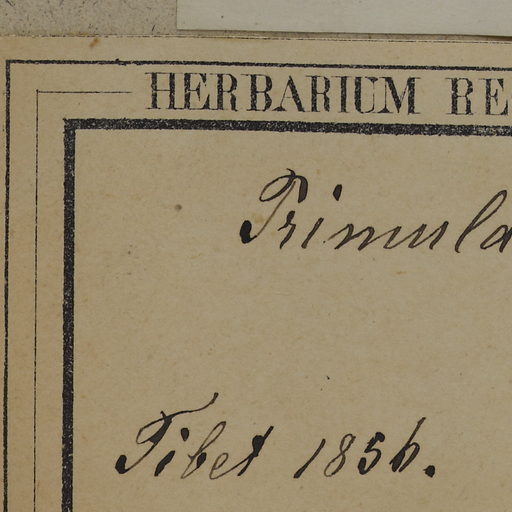 HERBARIUM RE
Primula
Tibet 1856.